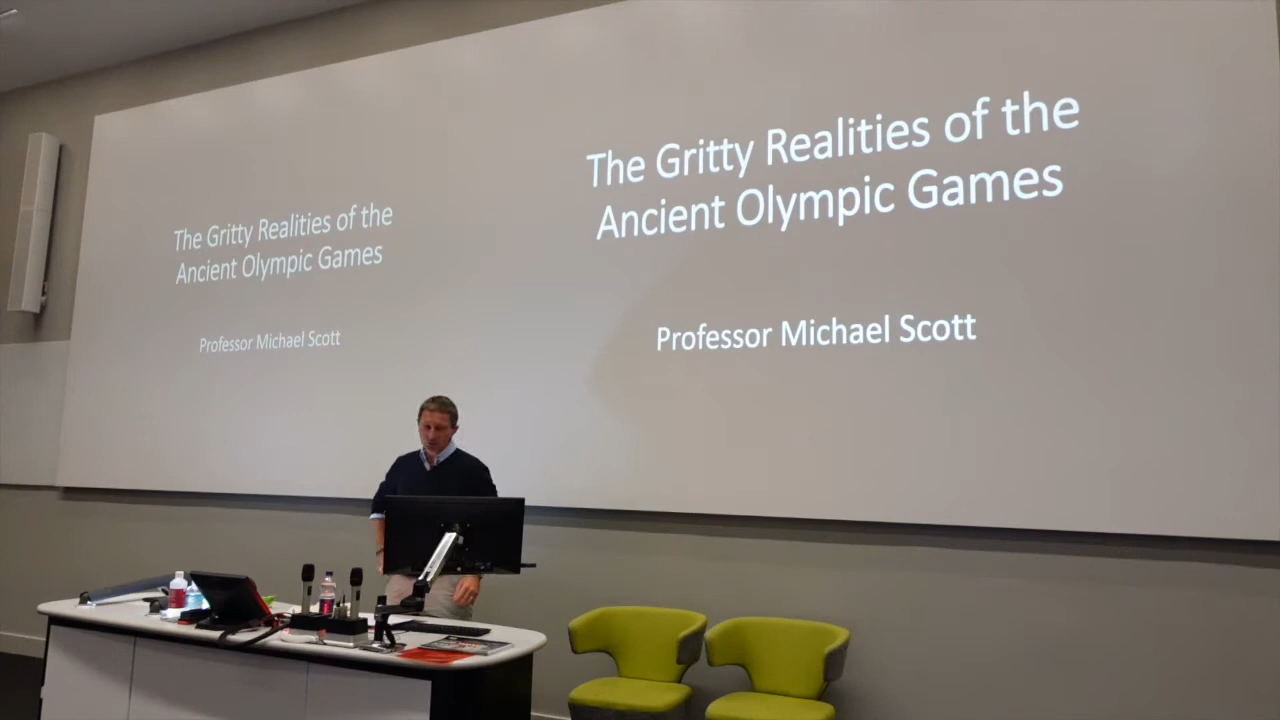 The Gritty Realities of the
Ancient Olympic Games
Professor Michael Scott
The Gritty Realities of the
Ancient Olympic Games
Professor Michael Scott